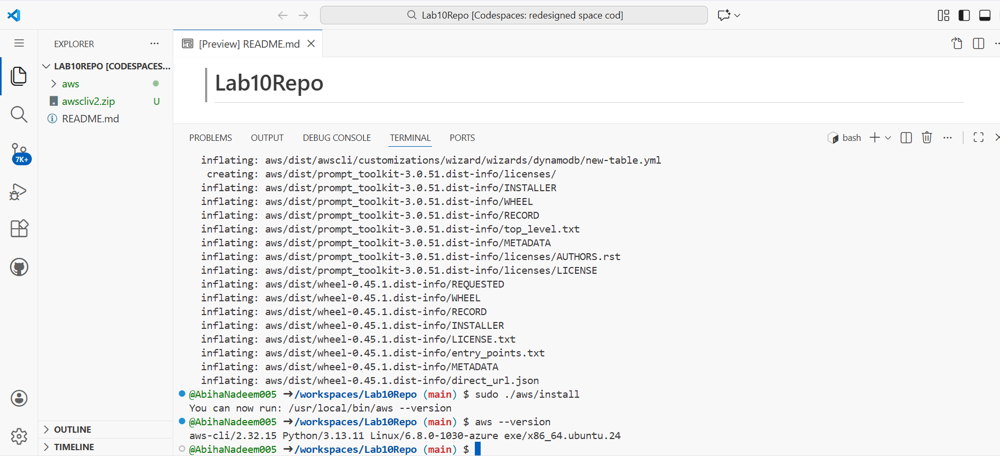 Lab10Repo [Codespaces: redesigned space cod]
EXPLORER
[Preview] README.md
LAB10REPO [CODESPACES...
aws
awscliv2.zip U
README.md
7K+
OUTLINE
TIMELINE
Lab10Repo
PROBLEMS OUTPUT DEBUG CONSOLE TERMINAL PORTS
bash
inflating: aws/dist/awscli/customizations/wizard/wizards/dynamodb/new-table.yml
creating: aws/dist/prompt_toolkit-3.0.51.dist-info/licenses/
inflating: aws/dist/prompt_toolkit-3.0.51.dist-info/INSTALLER
inflating: aws/dist/prompt_toolkit-3.0.51.dist-info/WHEEL
inflating: aws/dist/prompt_toolkit-3.0.51.dist-info/RECORD
inflating: aws/dist/prompt_toolkit-3.0.51.dist-info/top_level.txt
inflating: aws/dist/prompt_toolkit-3.0.51.dist-info/METADATA
inflating: aws/dist/prompt_toolkit-3.0.51.dist-info/licenses/AUTHORS.rst
inflating: aws/dist/prompt_toolkit-3.0.51.dist-info/licenses/LICENSE
inflating: aws/dist/wheel-0.45.1.dist-info/REQUESTED
inflating: aws/dist/wheel-0.45.1.dist-info/WHEEL
inflating: aws/dist/wheel-0.45.1.dist-info/RECORD
inflating: aws/dist/wheel-0.45.1.dist-info/INSTALLER
inflating: aws/dist/wheel-0.45.1.dist-info/LICENSE.txt
inflating: aws/dist/wheel-0.45.1.dist-info/entry_points.txt
inflating: aws/dist/wheel-0.45.1.dist-info/METADATA
inflating: aws/dist/wheel-0.45.1.dist-info/direct_url.json
@AbihaNadeem005 ➜/workspaces/Lab10Repo (main) $ sudo ./aws/install
You can now run: /usr/local/bin/aws --version
@AbihaNadeem005 ➜/workspaces/Lab10Repo (main) $ aws --version
aws-cli/2.32.15 Python/3.13.11 Linux/6.8.0-1030-azure exe/x86_64.ubuntu.24
@AbihaNadeem005 ➜/workspaces/Lab10Repo (main) $